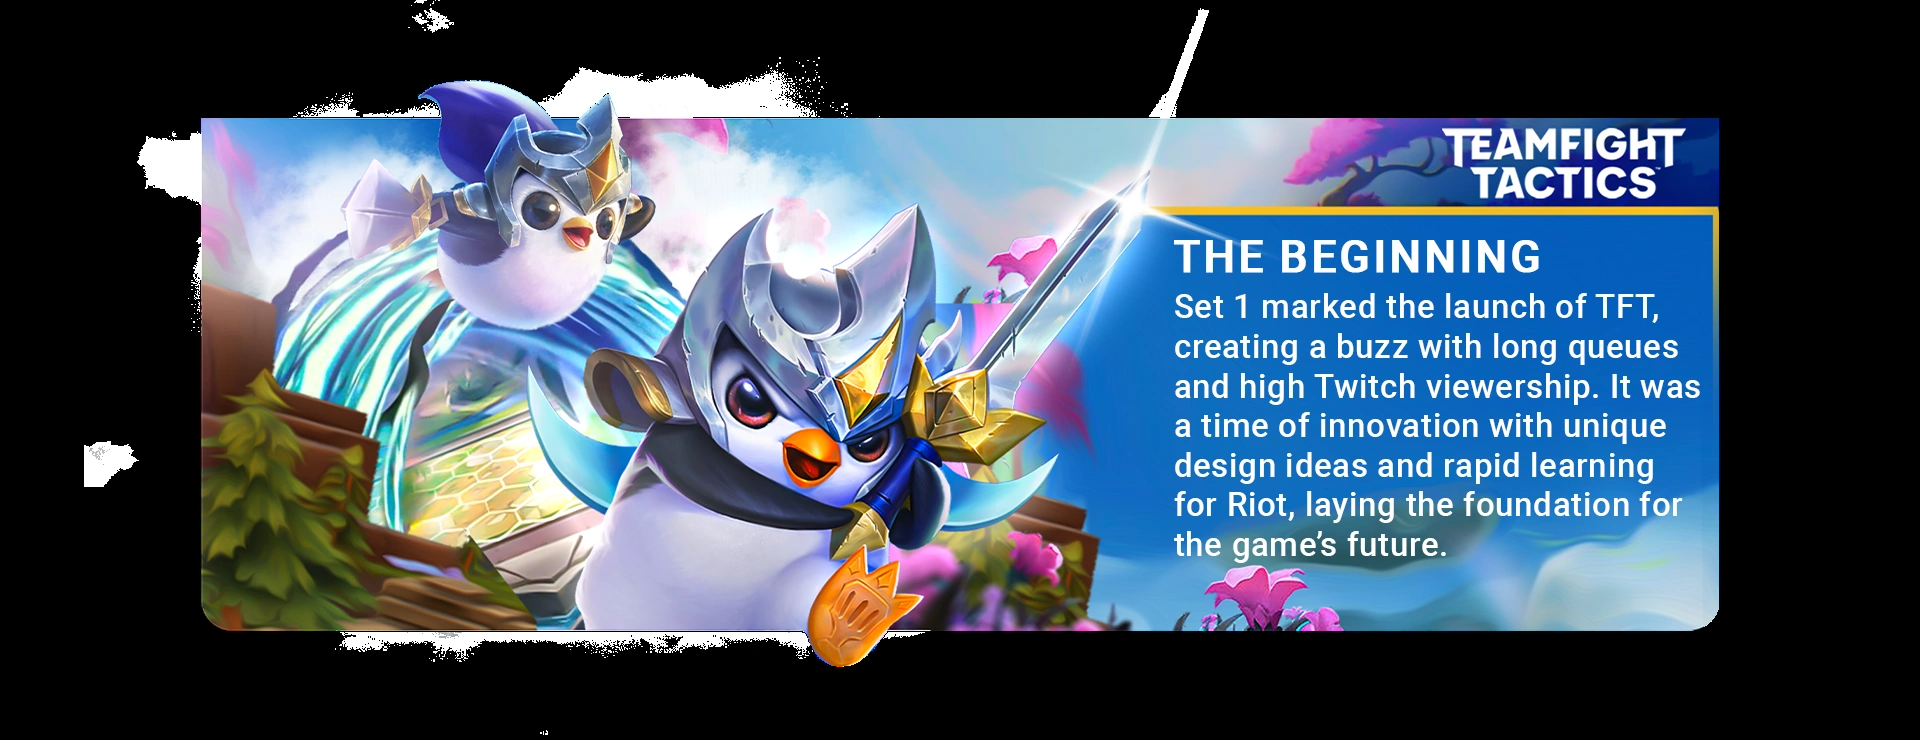 TEAMFIGHT
TACTICS
THE BEGINNING
Set 1 marked the launch of TFT,
creating a buzz with long queues
and high Twitch viewership. It was
a time of innovation with unique
design ideas and rapid learning
for Riot, laying the foundation for
the game’s future.